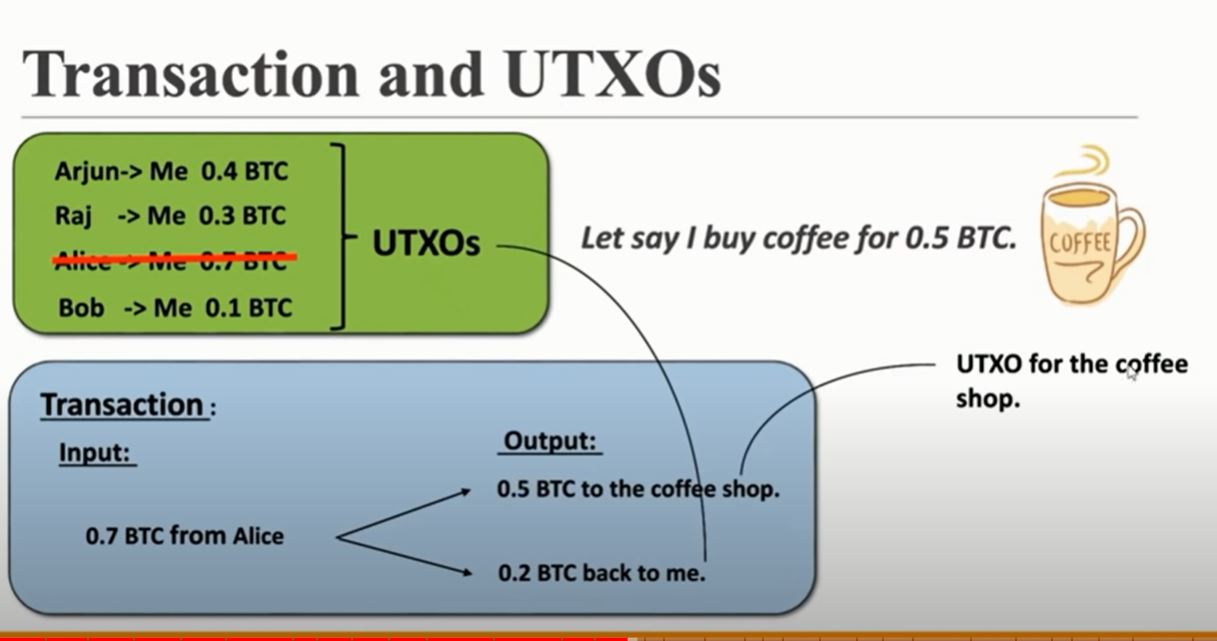 Transaction and UTXOs
Arjun-> Me 0.4 BTC
Raj -> Me 0.3 BTC
Alice -> Me 0.7 BTC
Bob -> Me 0.1 BTC
UTXOs
Let say I buy coffee for 0.5 BTC.
COFFEE
UTXO for the coffee
shop.
Transaction :
Input:
Output:
0.5 BTC to the coffee shop.
0.7 BTC from Alice
0.2 BTC back to me.